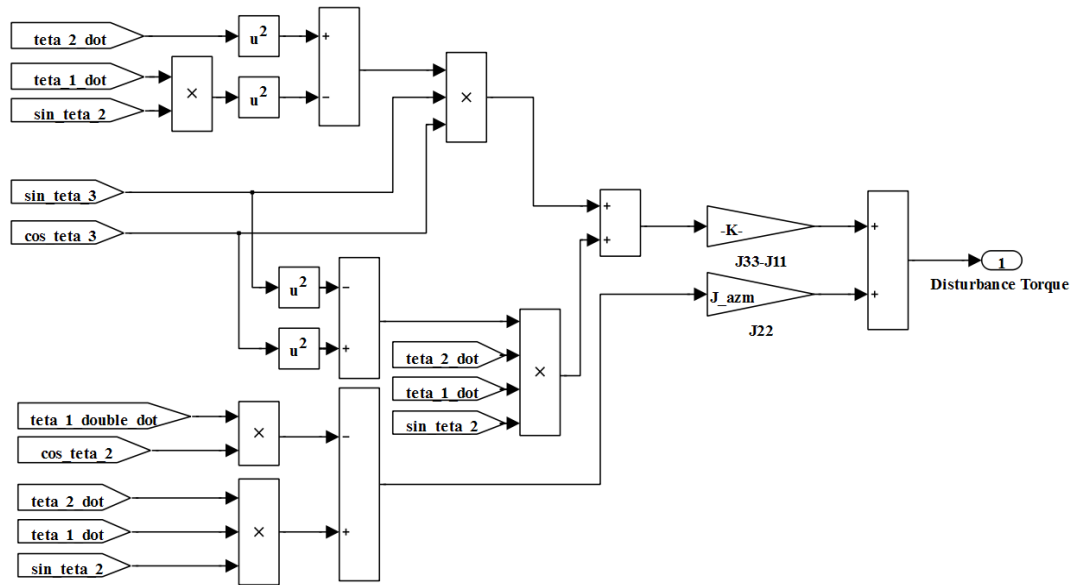 teta_2_dot
u²
+
teta_1_dot
sin_teta_2
×
u²
−
×
sin_teta_3
cos_teta_3
+
+
-K-
J33-J11
+
+
1
Disturbance Torque
J_azm
J22
u²
−
u²
+
teta_2_dot
teta_1_dot
sin_teta_2
×
teta_1_double_dot
cos_teta_2
×
−
teta_2_dot
teta_1_dot
sin_teta_2
×
+